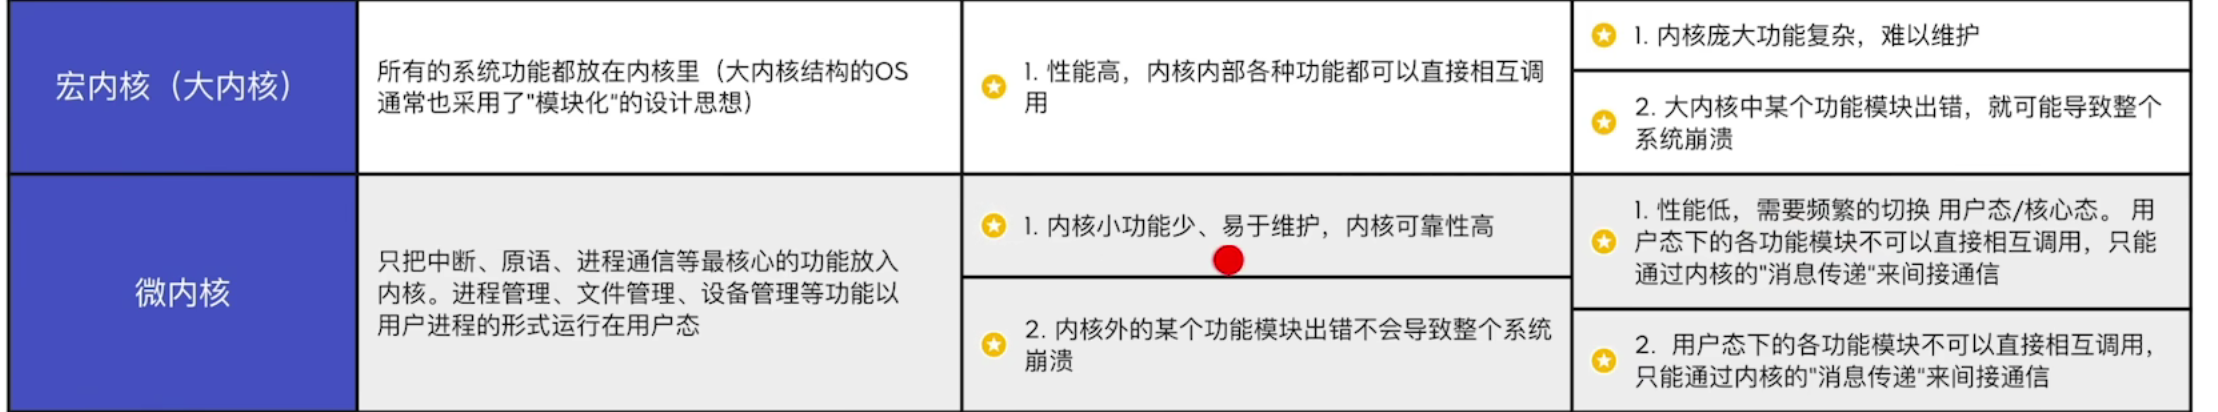 宏内核（大内核）
所有的系统功能都放在内核里（大内核结构的OS
通常也采用了"模块化"的设计思想）
1. 性能高，内核内部各种功能都可以直接相互调
用
1. 内核庞大功能复杂，难以维护
2. 大内核中某个功能模块出错，就可能导致整个
系统崩溃
微内核
只把中断、原语、进程通信等最核心的功能放入
内核。进程管理、文件管理、设备管理等功能以
用户进程的形式运行在用户态
1. 内核小功能少、易于维护，内核可靠性高
2. 内核外的某个功能模块出错不会导致整个系统
崩溃
1. 性能低，需要频繁的切换 用户态/核心态。 用
户态下的各功能模块不可以直接相互调用，只能
通过内核的"消息传递"来间接通信
2. 用户态下的各功能模块不可以直接相互调用，
只能通过内核的"消息传递"来间接通信